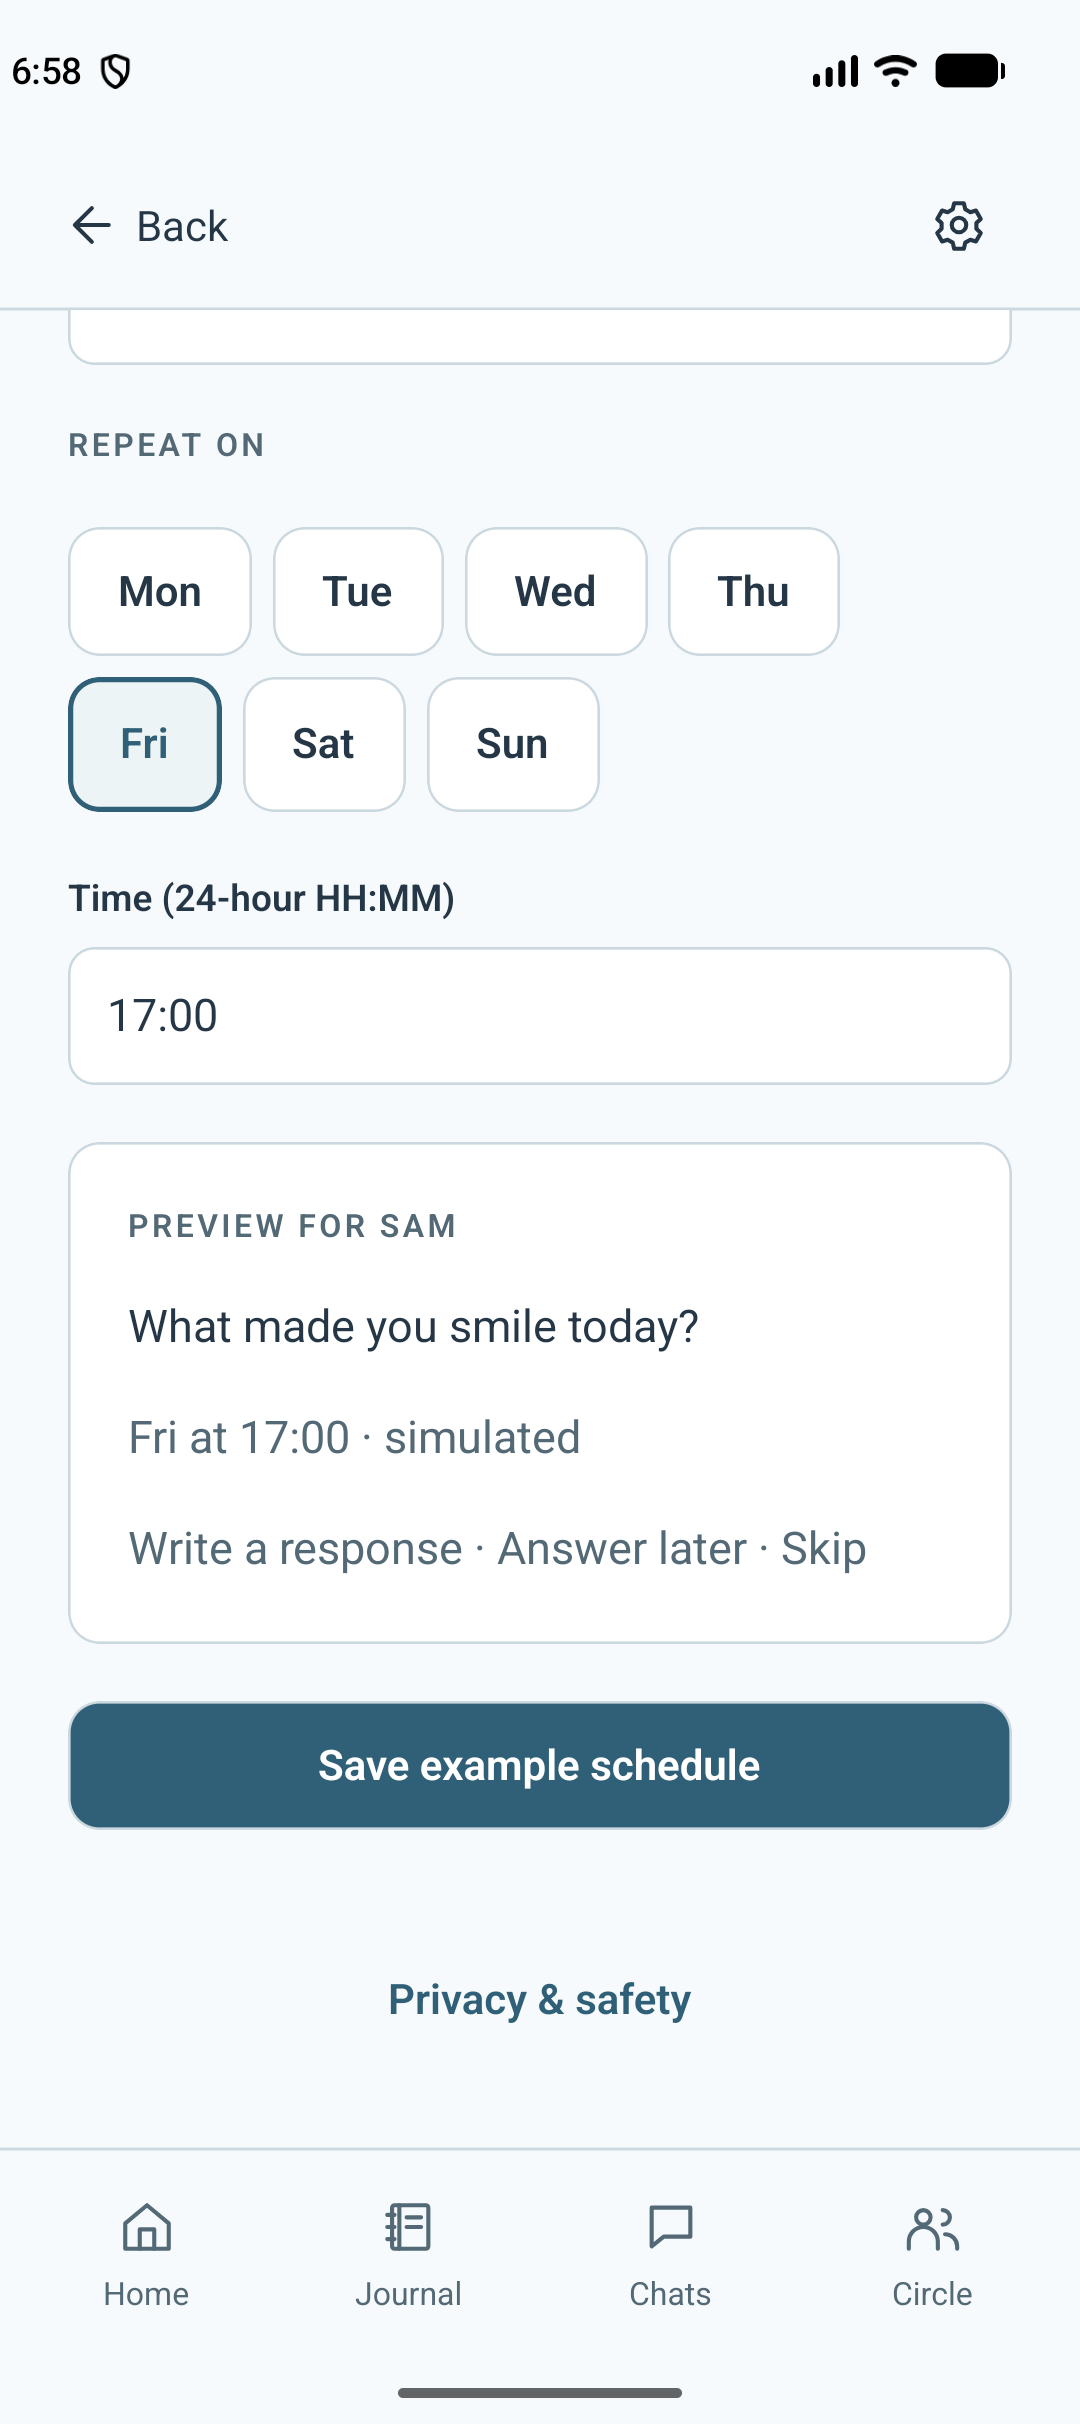 6:58
Back
REPEAT ON
Mon Tue Wed Thu
Fri Sat Sun
Time (24-hour HH:MM)
17:00
PREVIEW FOR SAM
What made you smile today?
Fri at 17:00 · simulated
Write a response · Answer later · Skip
Save example schedule
Privacy & safety
Home Journal Chats Circle